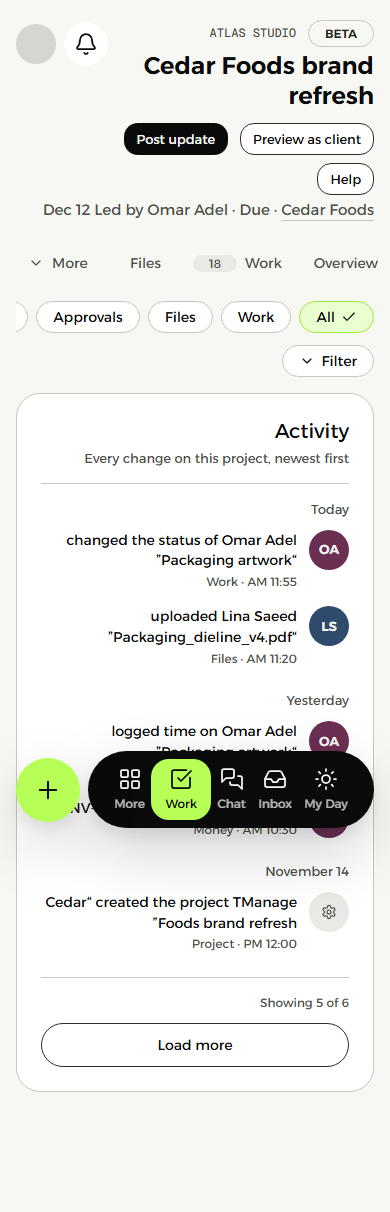 ATLAS STUDIO BETA
Cedar Foods brand
refresh
Post update Preview as client
Help
Dec 12 Led by Omar Adel · Due · Cedar Foods
More Files 18 Work Overview
Approvals Files Work All
Filter
Activity
Every change on this project, newest first
Today
changed the status of Omar Adel OA
"Packaging artwork"
Work · AM 11:55
uploaded Lina Saeed LS
"Packaging_dieline_v4.pdf"
Files · AM 11:20
Yesterday
logged time on Omar Adel OA
"Packaging artwork"
More Work Chat Inbox My Day
Money · AM 10:30
November 14
Cedar" created the project TManage
"Foods brand refresh
Project · PM 12:00
Showing 5 of 6
Load more